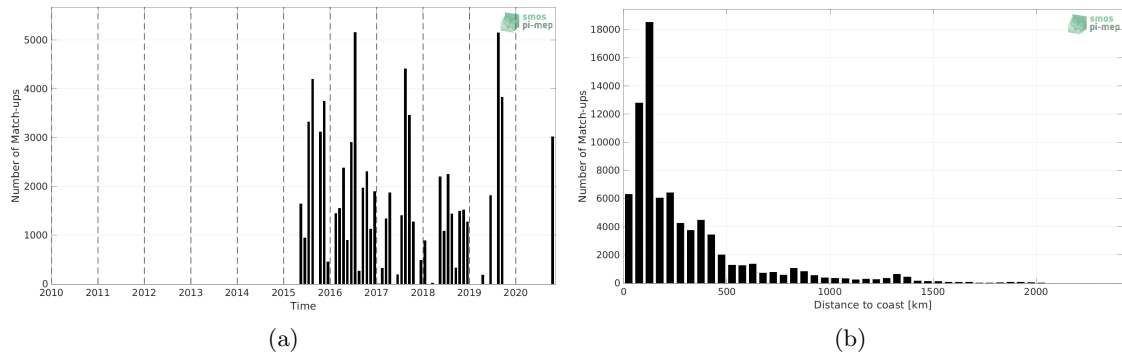 smos
pi-mep
Number of Match-ups
5000
4000
3000
2000
1000
0
2010 2011 2012 2013 2014 2015 2016 2017 2018 2019 2020
Time
(a)
smos
pi-mep
Number of Match-ups
18000
16000
14000
12000
10000
8000
6000
4000
2000
0
0 500 1000 1500 2000
Distance to coast [km]
(b)